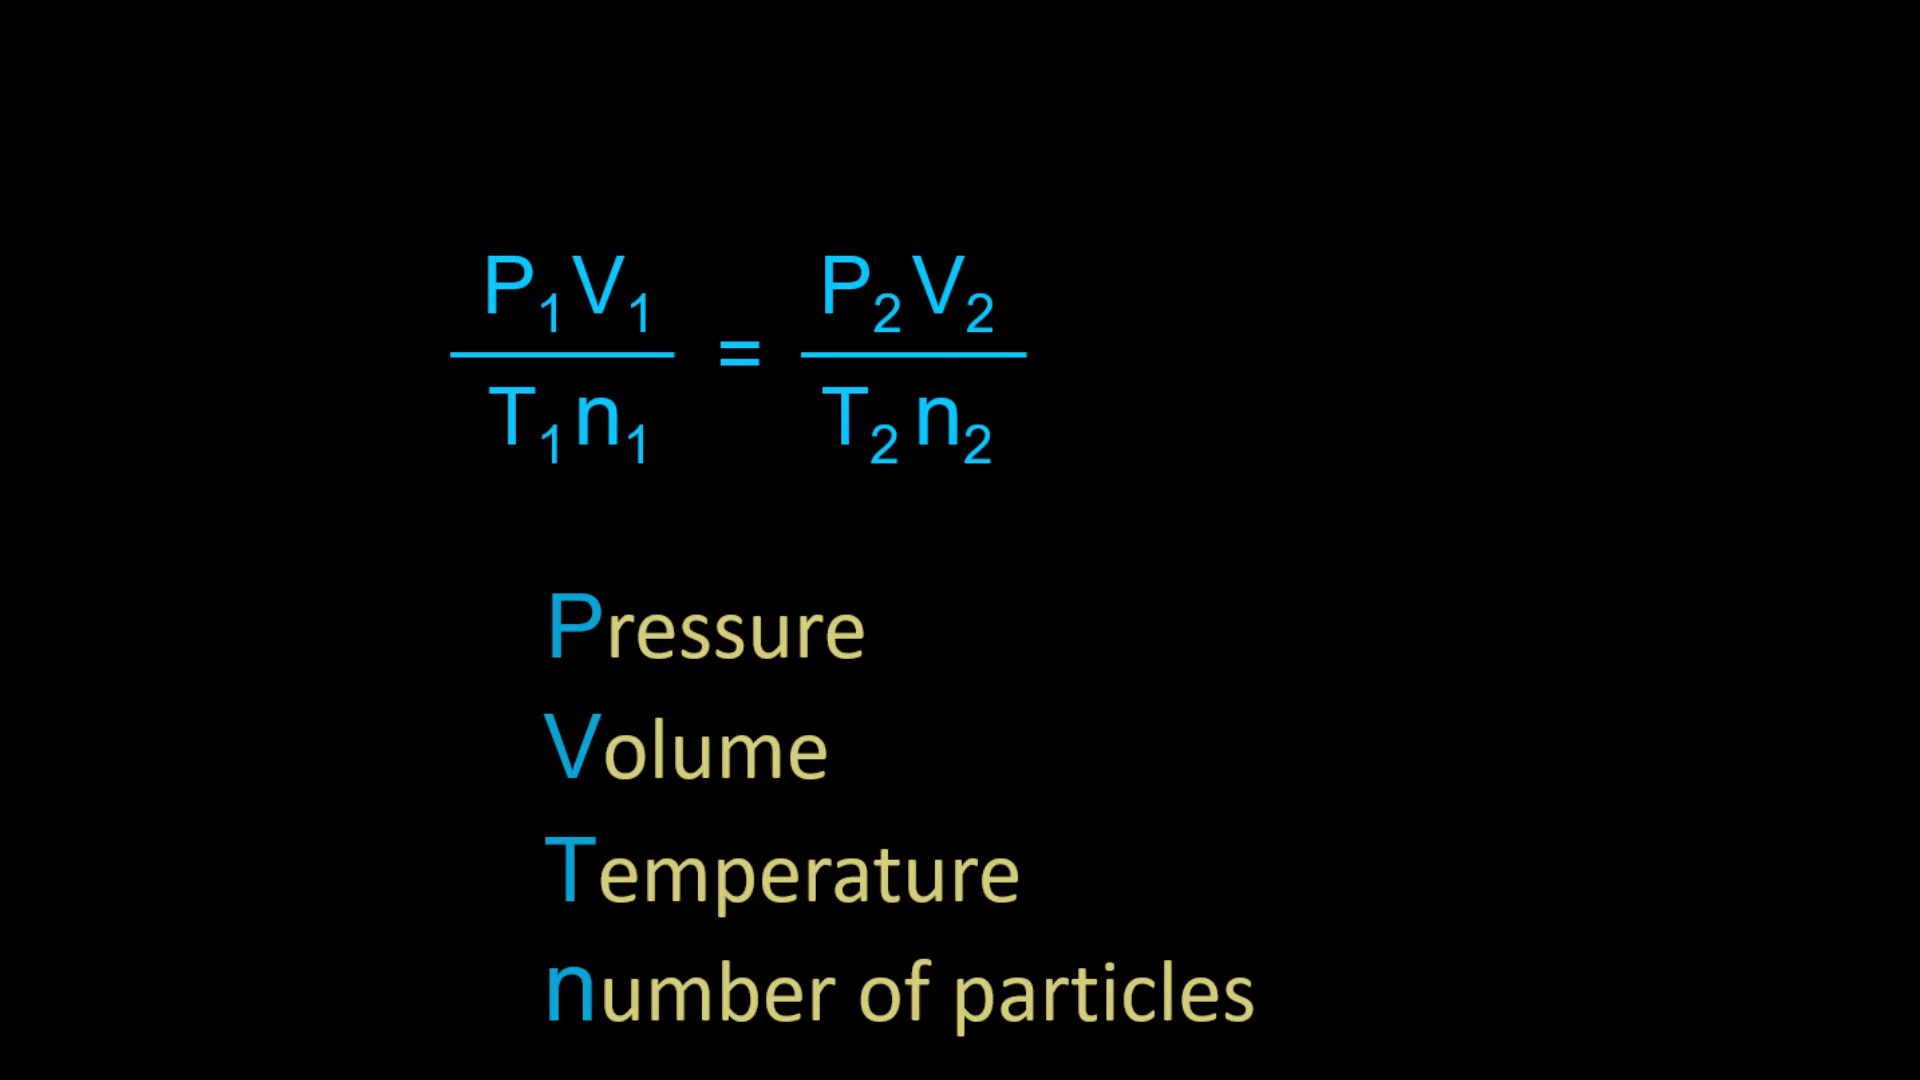 P₁V₁ = P₂V₂
T₁n₁ T₂n₂
Pressure
Volume
Temperature
number of particles